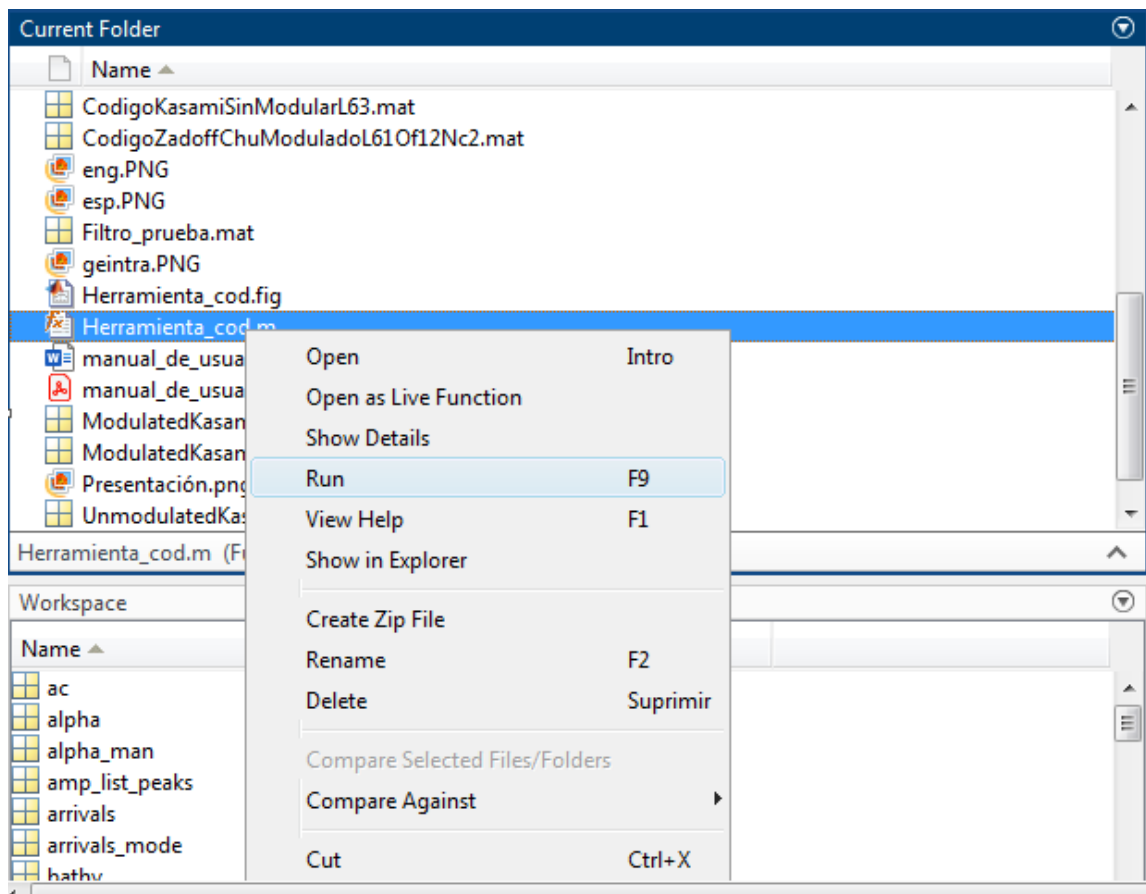 Current Folder
Name
CodigoKasamiSinModularL63.mat
CodigoZadoffChuModuladoL61Of12Nc2.mat
eng.PNG
esp.PNG
Filtro_prueba.mat
geintra.PNG
Herramienta_cod.fig
Herramienta_cod.m
manual_de_usua
manual_de_usua
ModulatedKasam
ModulatedKasam
Presentación.png
UnmodulatedKas
Herramienta_cod.m (Fu
Open Intro
Open as Live Function
Show Details
Run F9
View Help F1
Show in Explorer
Create Zip File
Rename F2
Delete Suprimir
Compare Selected Files/Folders
Compare Against
Cut Ctrl+X
Workspace
Name
ac
alpha
alpha_man
amp_list_peaks
arrivals
arrivals_mode
bathy